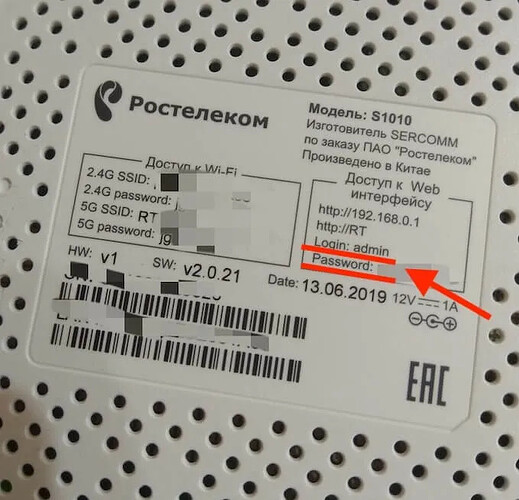 Ростелеком
Модель: S1010
Изготовитель SERCOMM
по заказу ПАО "Ростелеком"
Произведено в Китае
Доступ к Wi-Fi
2.4G SSID:
2.4G password:
5G SSID: RT
5G password:
Доступ к Web
интерфейсу
http://192.168.0.1
http://RT
Login: admin
Password:
HW: v1 SW: v2.0.21
Date: 13.06.2019 12V 1A
EAC